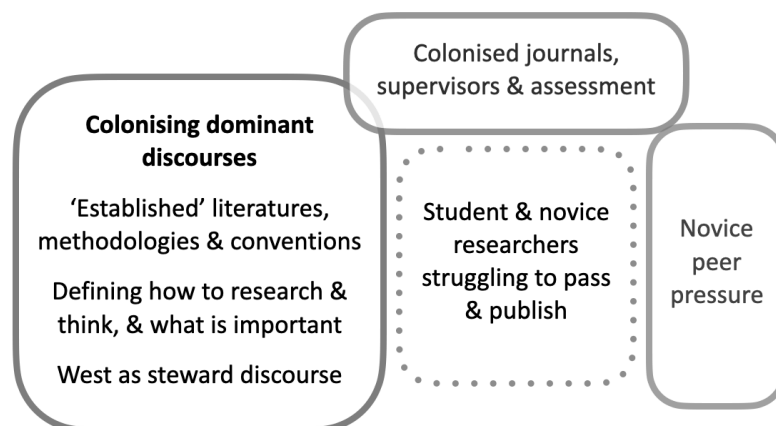 Colonised journals,
supervisors & assessment
Colonising dominant
discourses
‘Established’ literatures,
methodologies & conventions
Defining how to research &
think, & what is important
West as steward discourse
Student & novice
researchers
struggling to pass
& publish
Novice
peer
pressure